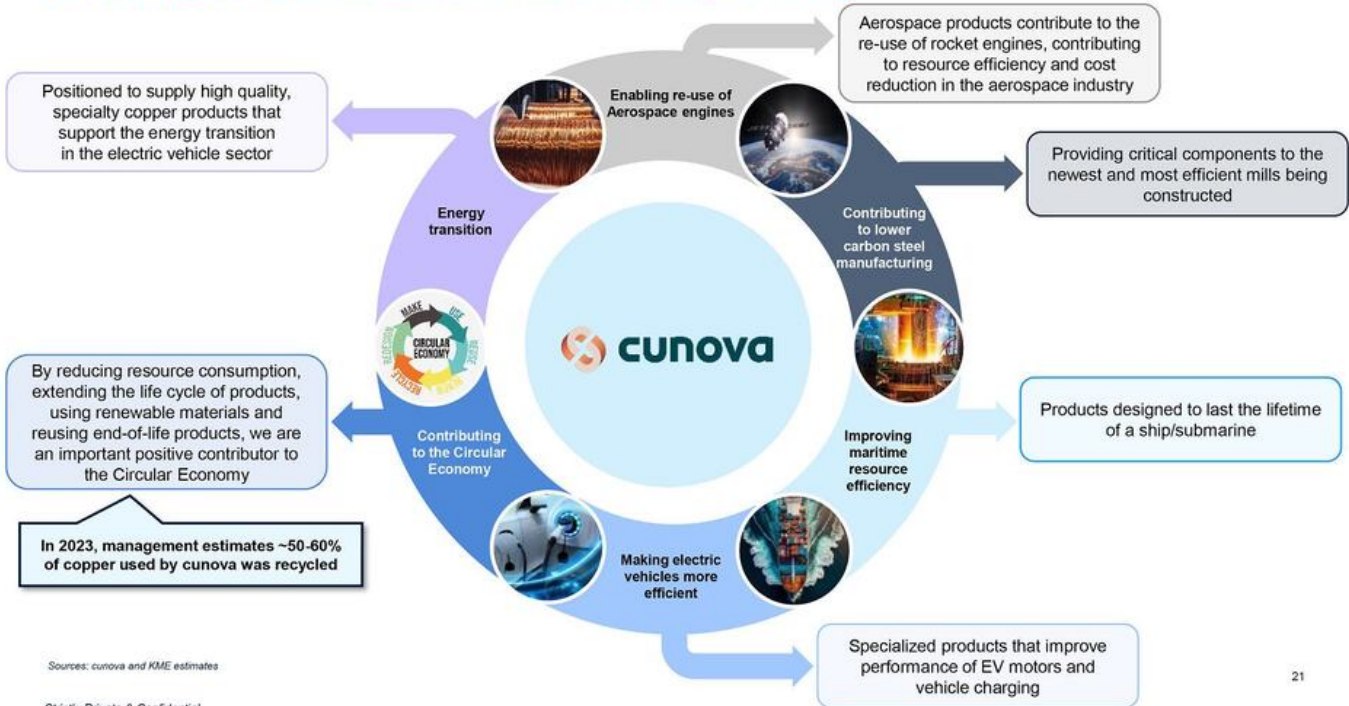 Aerospace products contribute to the
re-use of rocket engines, contributing
to resource efficiency and cost
reduction in the aerospace industry
Enabling re-use of
Aerospace engines
Positioned to supply high quality,
specialty copper products that
support the energy transition
in the electric vehicle sector
Providing critical components to the
newest and most efficient mills being
constructed
Energy
transition
Contributing
to lower
carbon steel
manufacturing
MAKE
USE
REUSE
RECYCLE
REDESIGN
CIRCULAR
ECONOMY
cunova
By reducing resource consumption,
extending the life cycle of products,
using renewable materials and
reusing end-of-life products, we are
an important positive contributor to
the Circular Economy
Products designed to last the lifetime
of a ship/submarine
Contributing
to the Circular
Economy
Improving
maritime
resource
efficiency
In 2023, management estimates ~50-60%
of copper used by cunova was recycled
Making electric
vehicles more
efficient
Specialized products that improve
performance of EV motors and
vehicle charging
Sources: cunova and KME estimates
21
Strictly Private & Confidential